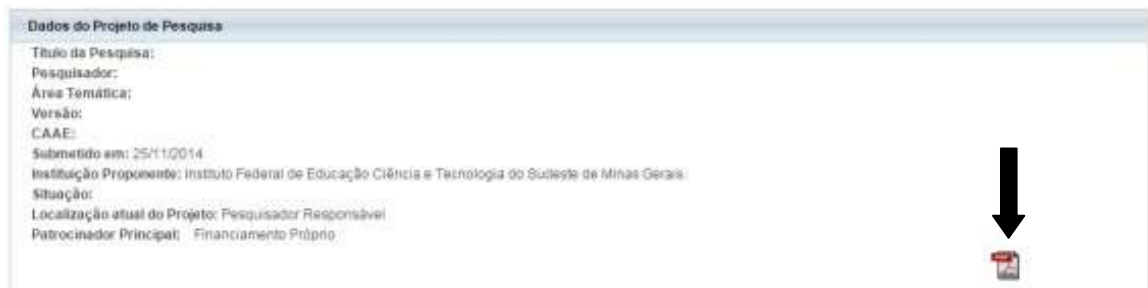 Dados do Projeto de Pesquisa
Título da Pesquisa:
Pesquisador:
Área Temática:
Versão:
CAAE:
Submetido em: 25/11/2014
Instituição Proponente: Instituto Federal de Educação Ciência e Tecnologia do Sudeste de Minas Gerais
Situação:
Localização atual do Projeto: Pesquisador Responsável
Patrocinador Principal: Financiamento Próprio